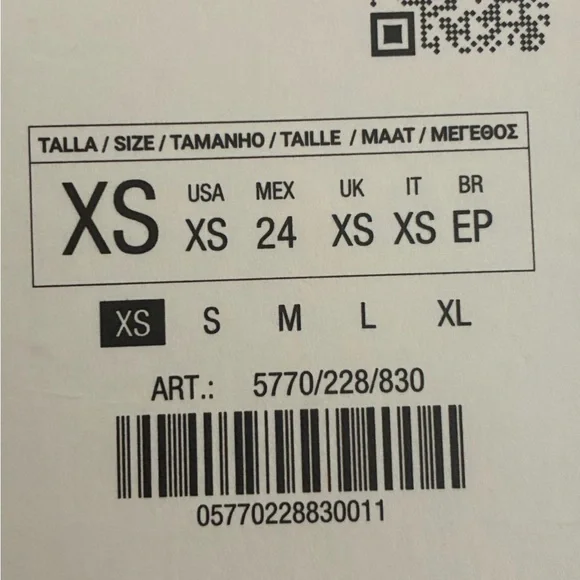 TALLA / SIZE / TAMANHO / TAILLE / MAAT / ΜΕΓΕΘΟΣ
USA MEX UK IT BR
XS XS 24 XS XS EP
XS S M L XL
ART.: 5770/228/830
05770228830011